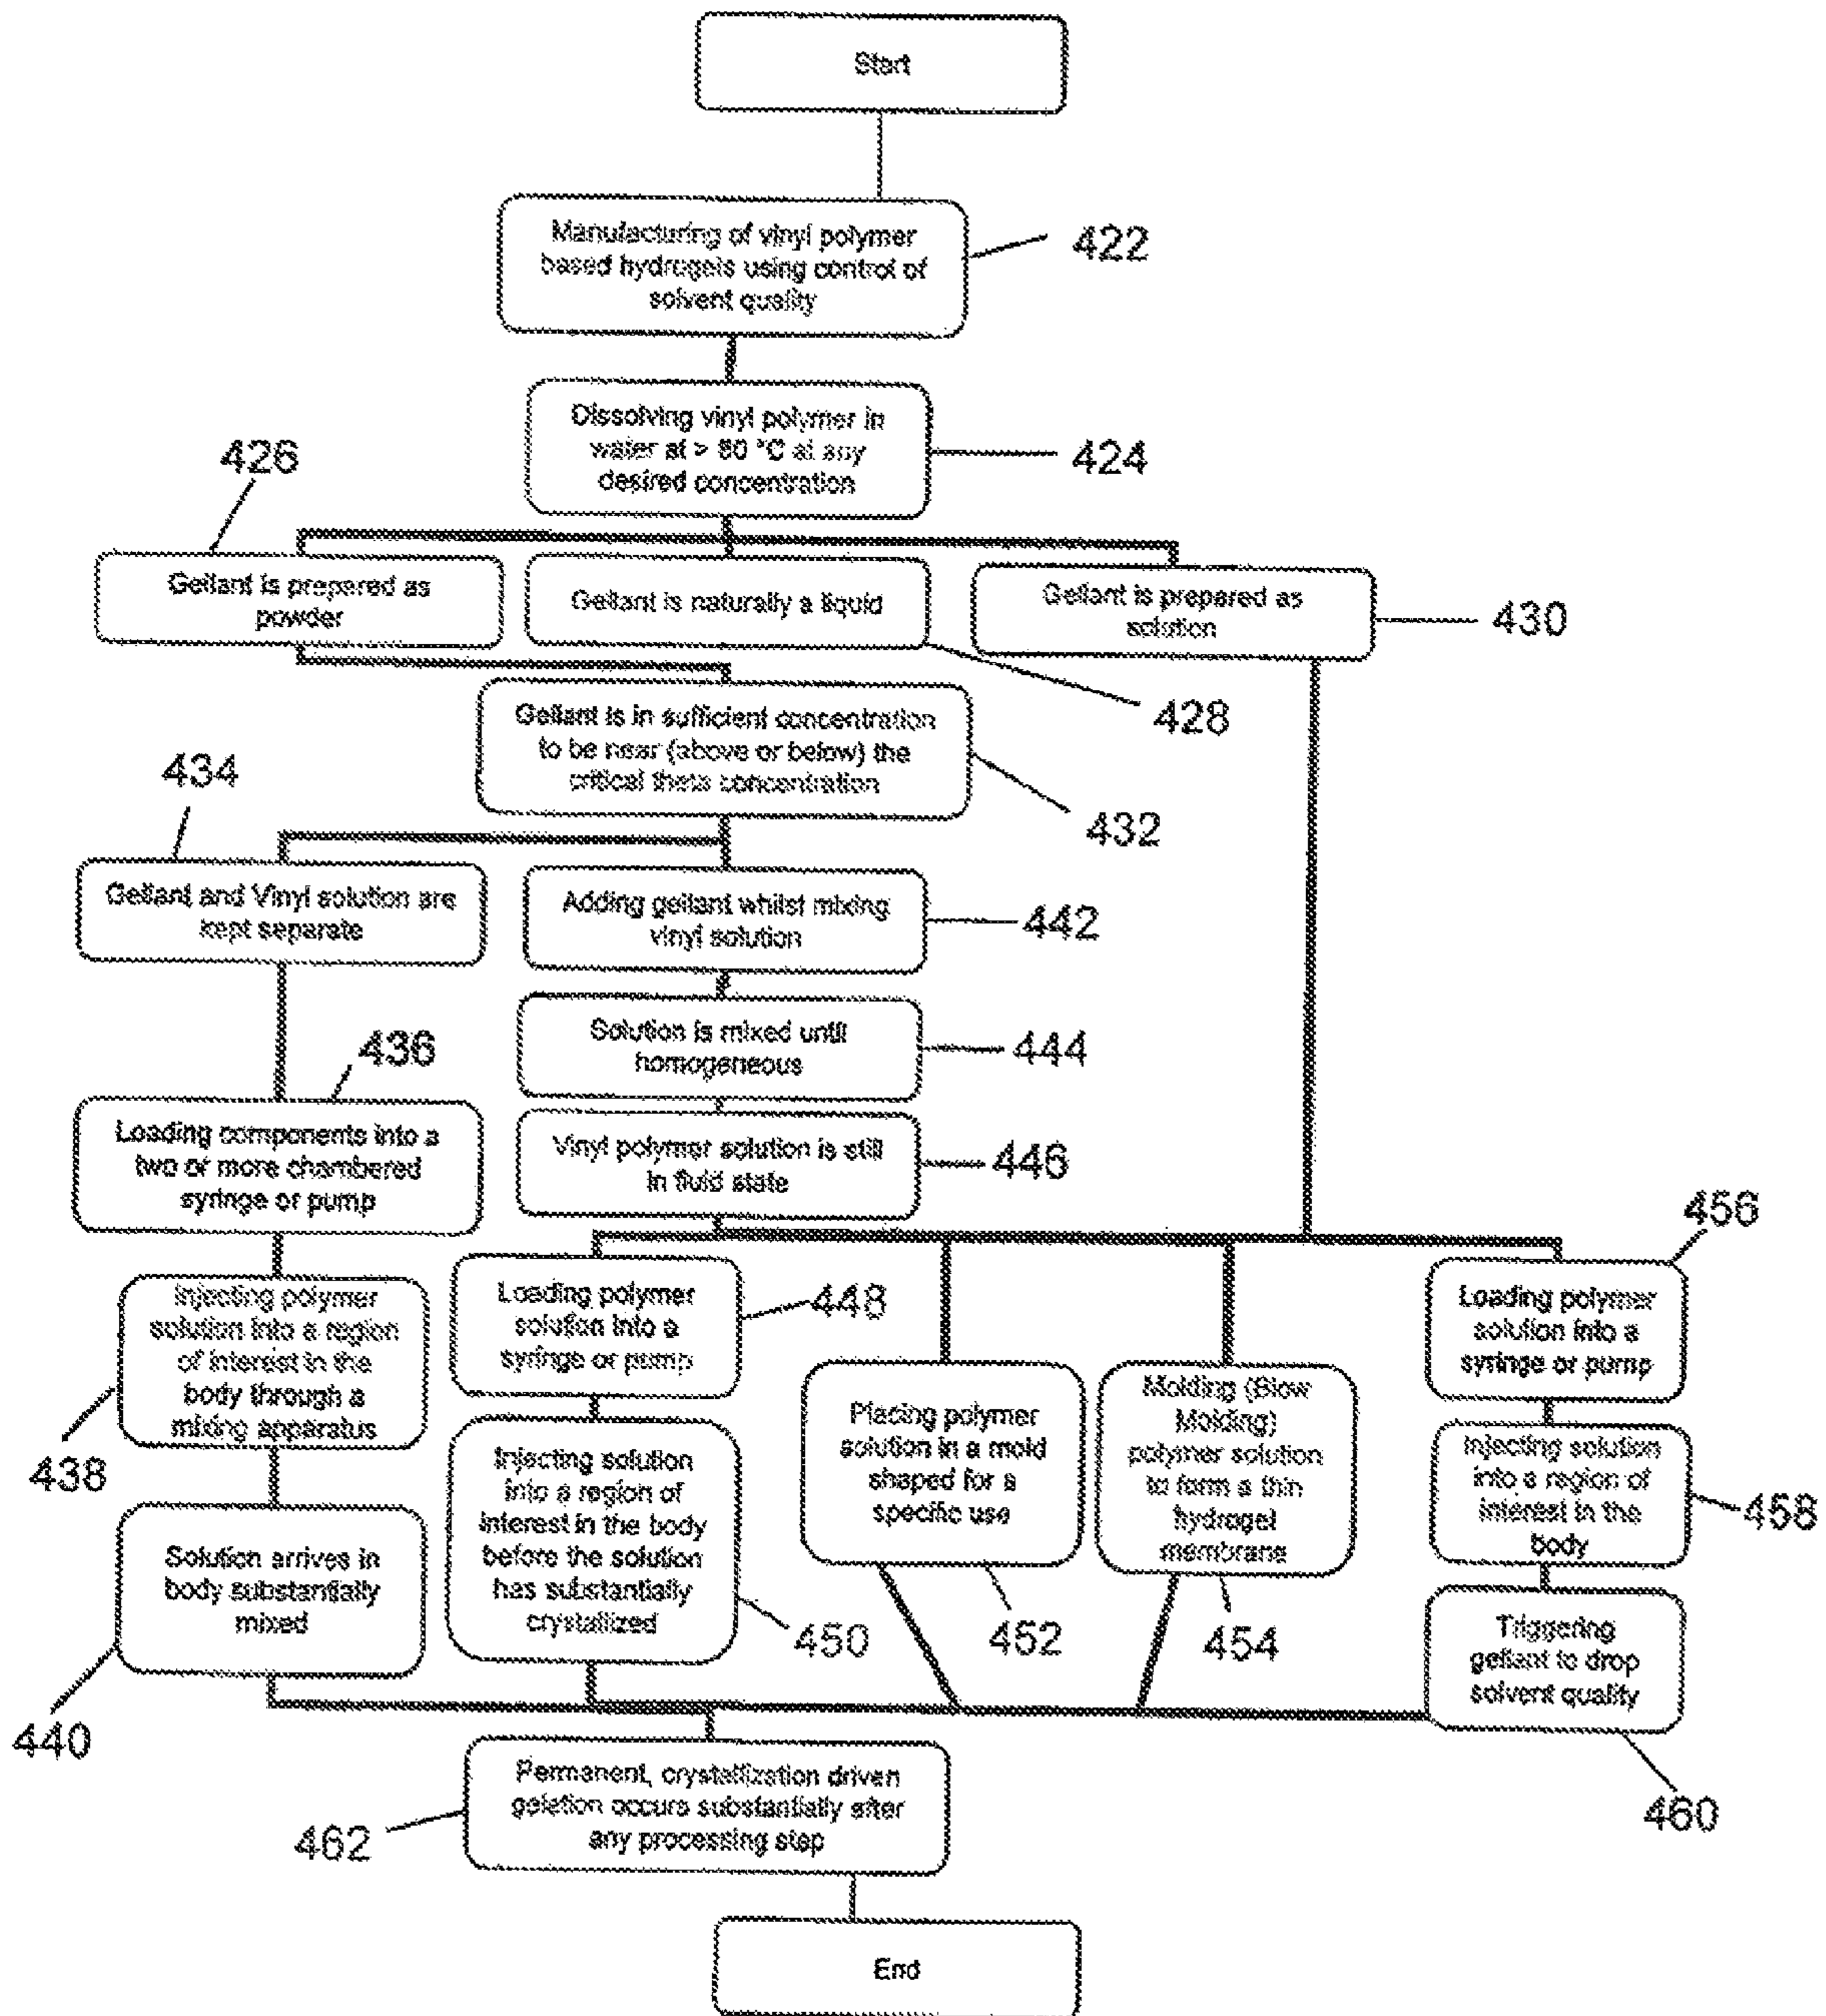 Start
Manufacturing of vinyl polymer
based hydrogels using control of
solvent quality
422
Dissolving vinyl polymer in
water at > 80 °C at any
desired concentration
424
426
Gellant is prepared as
powder
Gellant is naturally a liquid
428
Gellant is prepared as
solution
430
Gellant is in sufficient concentration
to be near (above or below) the
critical theta concentration
432
434
Gellant and Vinyl solution are
kept separate
Adding gellant whilst mixing
vinyl solution
442
Solution is mixed until
homogeneous
444
436
Loading components into a
two or more chambered
syringe or pump
Vinyl polymer solution is still
in fluid state
446
Injecting polymer
solution into a region
of interest in the
body through a
mixing apparatus
438
Solution arrives in
body substantially
mixed
440
Loading polymer
solution into a
syringe or pump
448
Injecting solution
into a region of
interest in the body
before the solution
has substantially
crystallized
450
Placing polymer
solution in a mold
shaped for a
specific use
452
Molding (Blow
Molding)
polymer solution
to form a thin
hydrogel
membrane
454
456
Loading polymer
solution into a
syringe or pump
Injecting solution
into a region of
interest in the
body
458
Triggering
gellant to drop
solvent quality
460
Permanent, crystallization driven
gelation occurs substantially after
any processing step
462
End